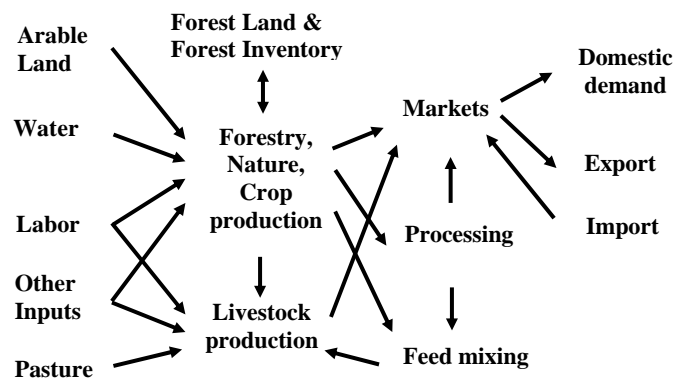 Arable
Land
Water
Labor
Other
Inputs
Pasture
Forest Land &
Forest Inventory
Forestry,
Nature,
Crop
production
Livestock
production
Markets
Processing
Feed mixing
Domestic
demand
Export
Import